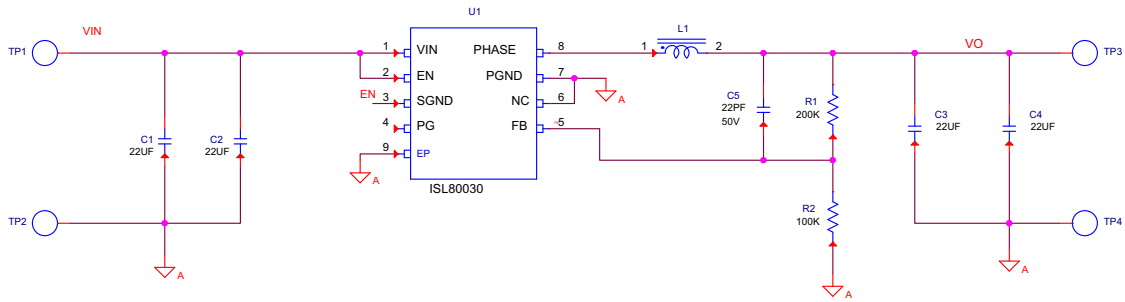 U1
VIN
L1
TP1
1
VIN
PHASE
8
1
2
VO
TP3
2
EN
PGND
7
A
EN
3
SGND
NC
6
C5
22PF
50V
R1
200K
4
PG
FB
5
C1
22UF
C2
22UF
C3
22UF
C4
22UF
9
EP
A
ISL80030
R2
100K
TP2
TP4
A
A
A